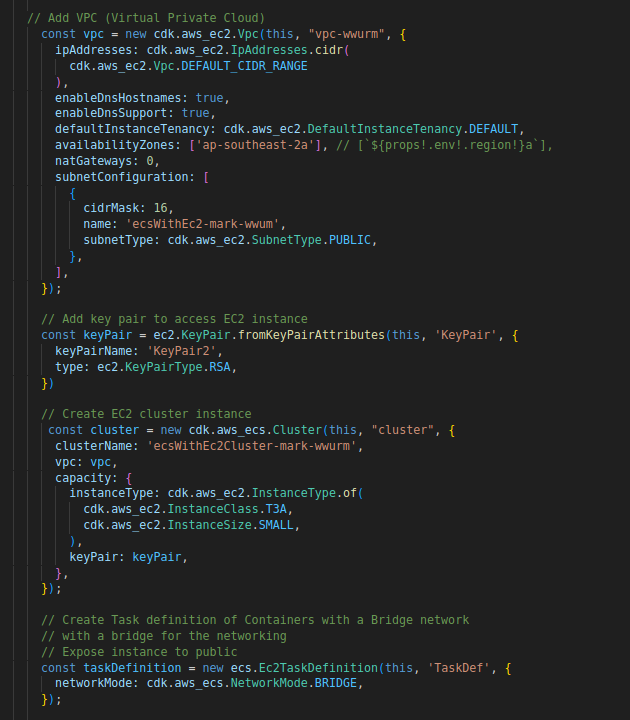 // Add VPC (Virtual Private Cloud)
const vpc = new cdk.aws_ec2.Vpc(this, "vpc-wwurm", {
ipAddresses: cdk.aws_ec2.IpAddresses.cidr(
cdk.aws_ec2.Vpc.DEFAULT_CIDR_RANGE
),
enableDnsHostnames: true,
enableDnsSupport: true,
defaultInstanceTenancy: cdk.aws_ec2.DefaultInstanceTenancy.DEFAULT,
availabilityZones: ['ap-southeast-2a'], // [`${props!.env!.region!}a`],
natGateways: 0,
subnetConfiguration: [
{
cidrMask: 16,
name: 'ecsWithEc2-mark-wwum',
subnetType: cdk.aws_ec2.SubnetType.PUBLIC,
},
],
});
// Add key pair to access EC2 instance
const keyPair = ec2.KeyPair.fromKeyPairAttributes(this, 'KeyPair', {
keyPairName: 'KeyPair2',
type: ec2.KeyPairType.RSA,
})
// Create EC2 cluster instance
const cluster = new cdk.aws_ecs.Cluster(this, "cluster", {
clusterName: 'ecsWithEc2Cluster-mark-wwurm',
vpc: vpc,
capacity: {
instanceType: cdk.aws_ec2.InstanceType.of(
cdk.aws_ec2.InstanceClass.T3A,
cdk.aws_ec2.InstanceSize.SMALL,
),
keyPair: keyPair,
},
});
// Create Task definition of Containers with a Bridge network
// with a bridge for the networking
// Expose instance to public
const taskDefinition = new ecs.Ec2TaskDefinition(this, 'TaskDef', {
networkMode: cdk.aws_ecs.NetworkMode.BRIDGE,
});